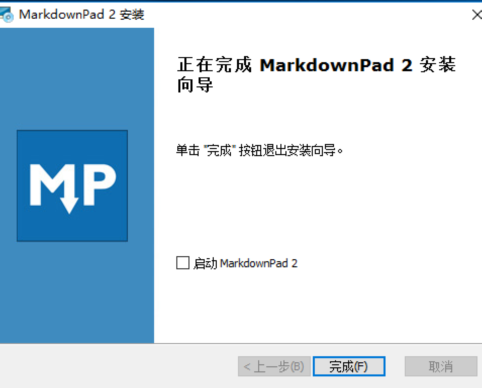 MarkdownPad 2 安装
正在完成 MarkdownPad 2 安装
向导
单击 "完成" 按钮退出安装向导。
MP
启动 MarkdownPad 2
< 上一步(B)
完成(F)
取消